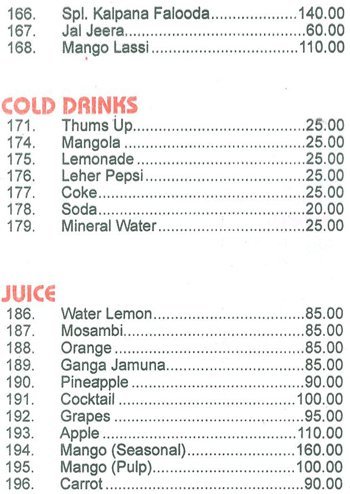 166. Spl. Kalpana Falooda....................140.00
167. Jal Jeera.....................................60.00
168. Mango Lassi...............................110.00
COLD DRINKS
171. Thums Up....................................25.00
174. Mangola ......................................25.00
175. Lemonade ...................................25.00
176. Leher Pepsi..................................25.00
177. Coke............................................25.00
178. Soda............................................20.00
179. Mineral Water...............................25.00
JUICE
186. Water Lemon................................85.00
187. Mosambi......................................85.00
188. Orange ........................................85.00
189. Ganga Jamuna.............................85.00
190. Pineapple ....................................90.00
191. Cocktail .....................................100.00
192. Grapes ........................................95.00
193. Apple .........................................110.00
194. Mango (Seasonal)......................160.00
195. Mango (Pulp)..............................100.00
196. Carrot ..........................................90.00